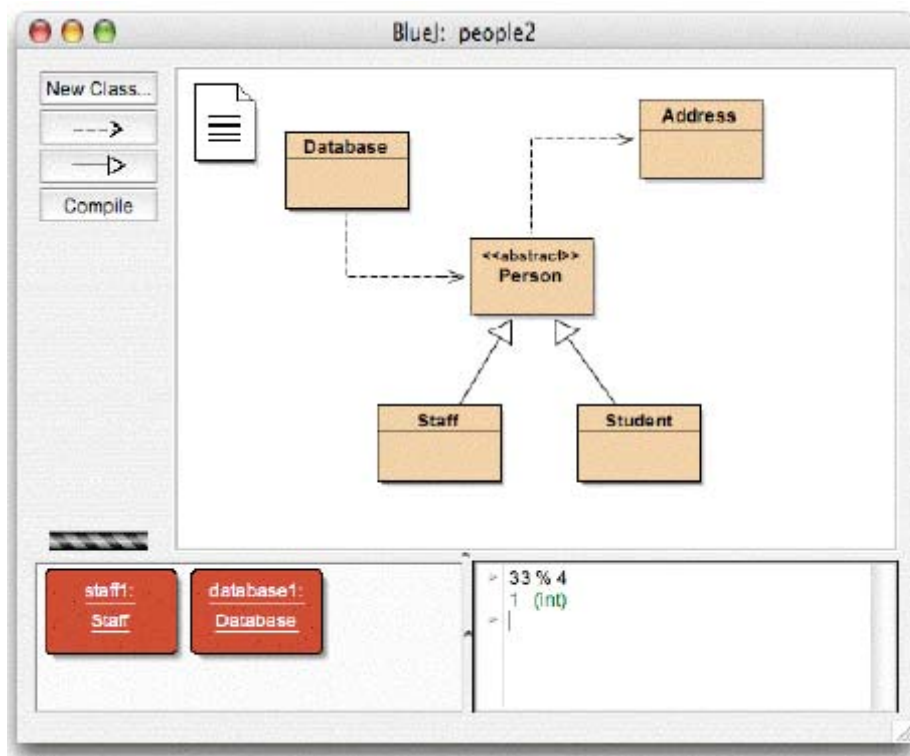 BlueJ: people2
New Class...
Compile
Database
Address
<<abstract>>
Person
Staff
Student
staff1:
Staff
database1:
Database
> 33 % 4
1 (int)
>